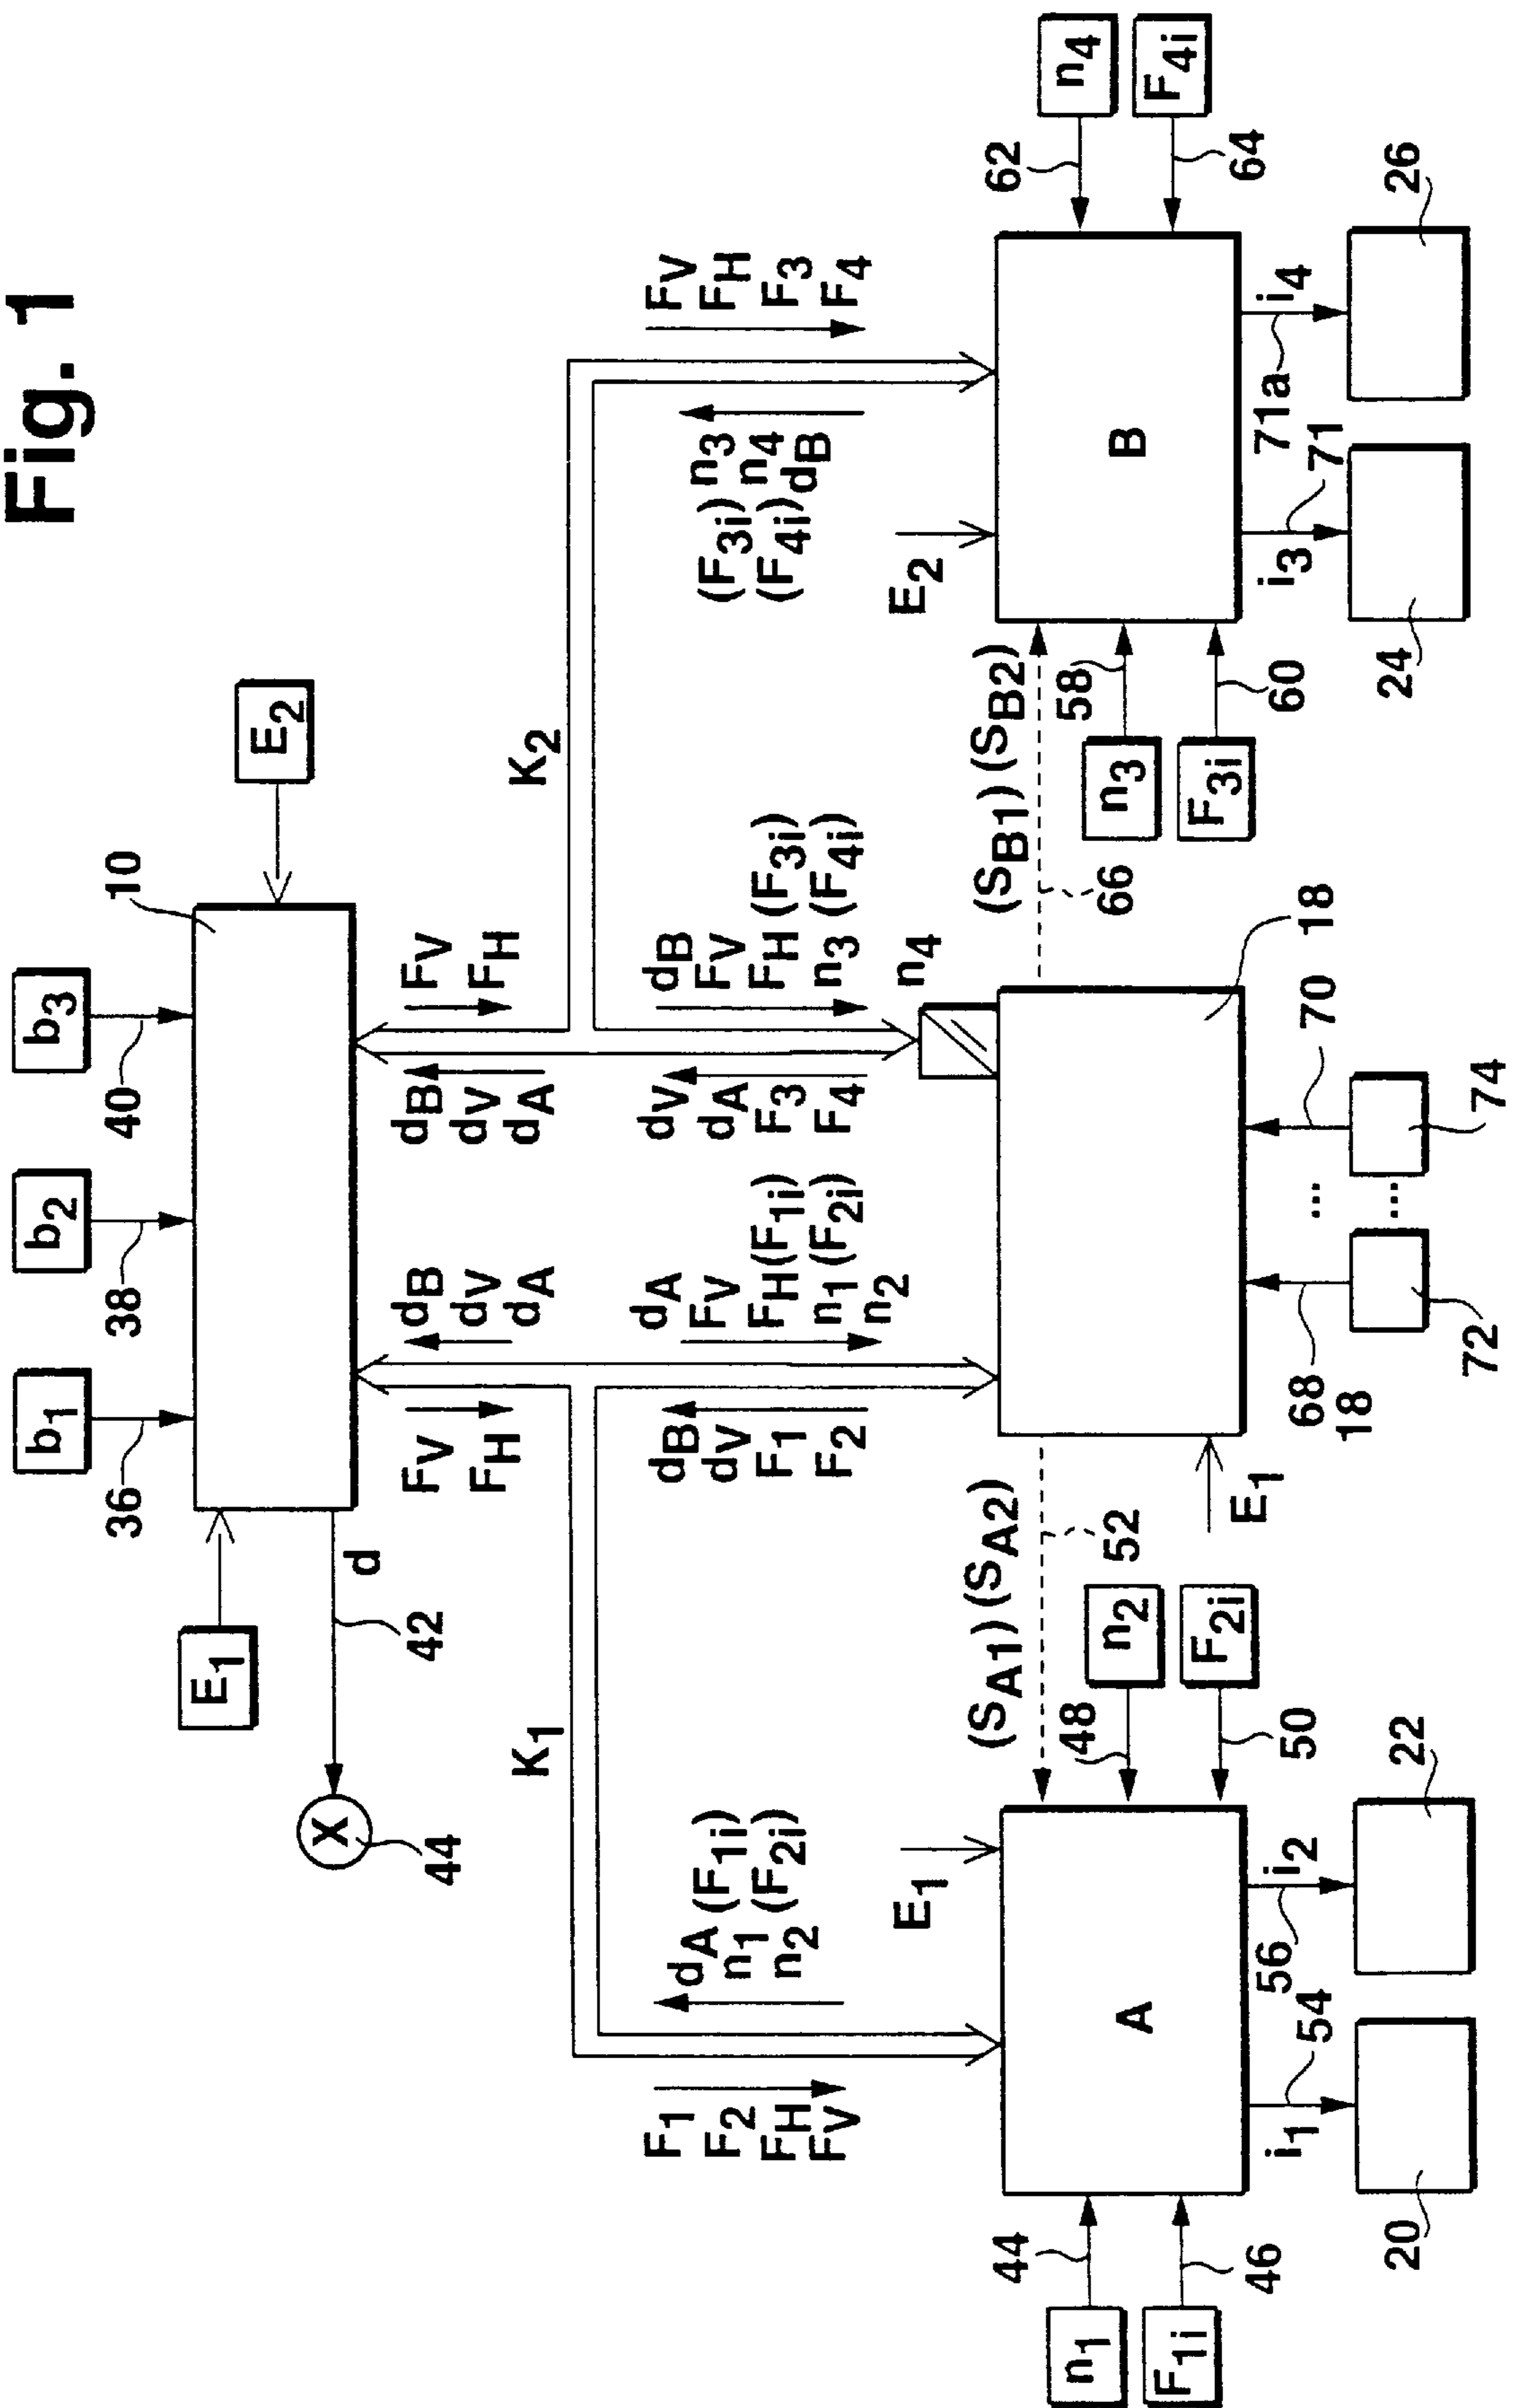 Fig. 1
b1
b2
b3
36
38
40
10
E1
E2
d
42
X
44
FV
FH
dB
dV
dA
dB
dV
dA
FV
FH
K1
K2
F1
F2
FH
FV
dA (F1i)
n1 (F2i)
n2
dB
dV
F1
F2
dA
FV
FH (F1i)
n1 (F2i)
n2
dV
dA
F3
F4
dB
FV
FH (F3i)
n3 (F4i)
n4
(F3i) n3
(F4i) n4
dB
FV
FH
F3
F4
E1
E2
(SA1) (SA2)
52
(SB1) (SB2)
66
n1
44
F1i
46
A
48
n2
50
F2i
E1
18
n3
58
F3i
60
B
62
n4
64
F4i
i1
54
56
i2
20
22
68
18
70
...
...
72
74
i3
71
71a
i4
24
26